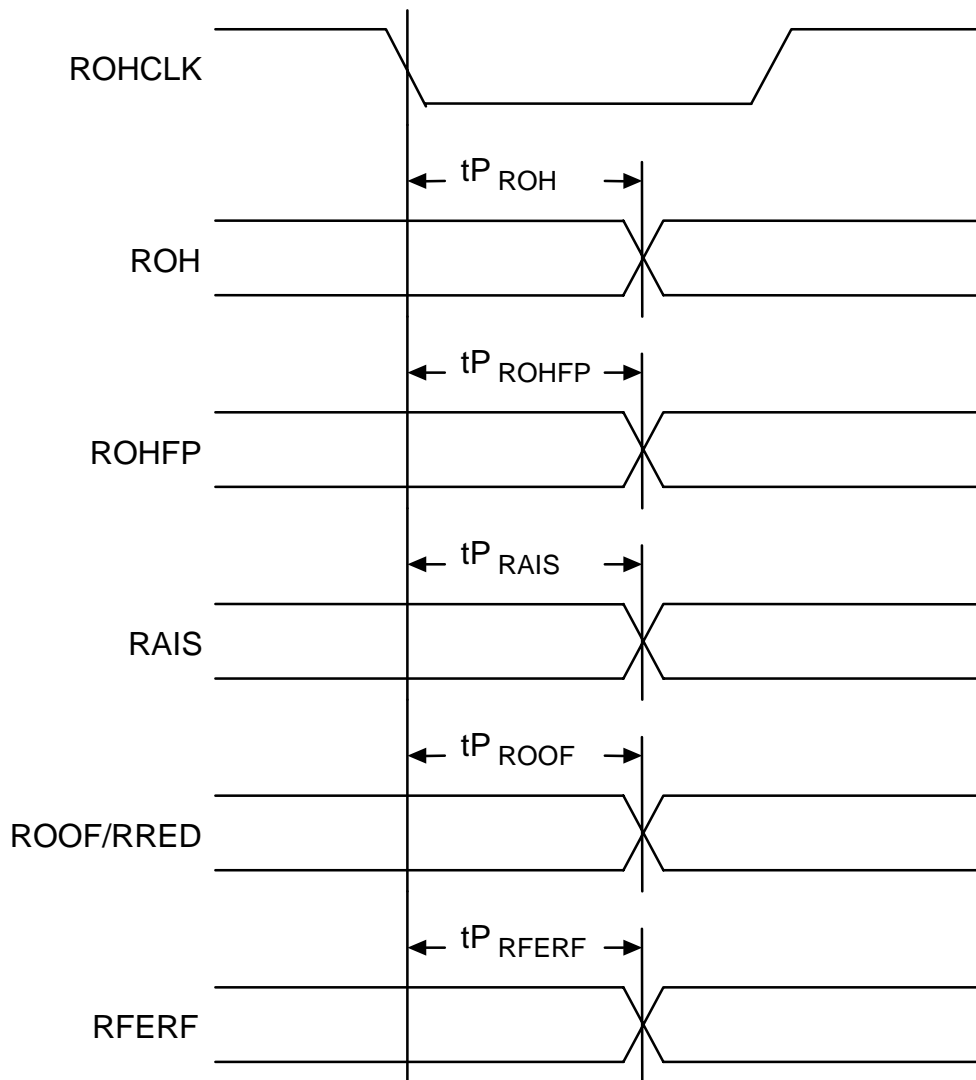 ROHCLK
tP ROH
ROH
tP ROHFP
ROHFP
tP RAIS
RAIS
tP ROOF
ROOF/RRED
tP RFERF
RFERF